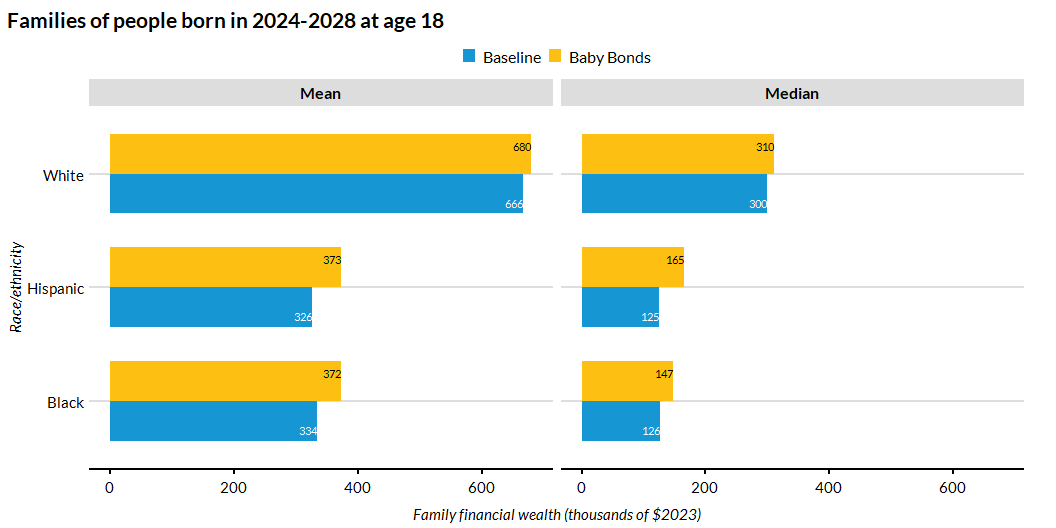 Families of people born in 2024-2028 at age 18
Baseline Baby Bonds
Mean Median
680 310
White
666 300
373 165
Hispanic
326 125
372 147
Black
334 126
Race/ethnicity
0 200 400 600 0 200 400 600
Family financial wealth (thousands of $2023)